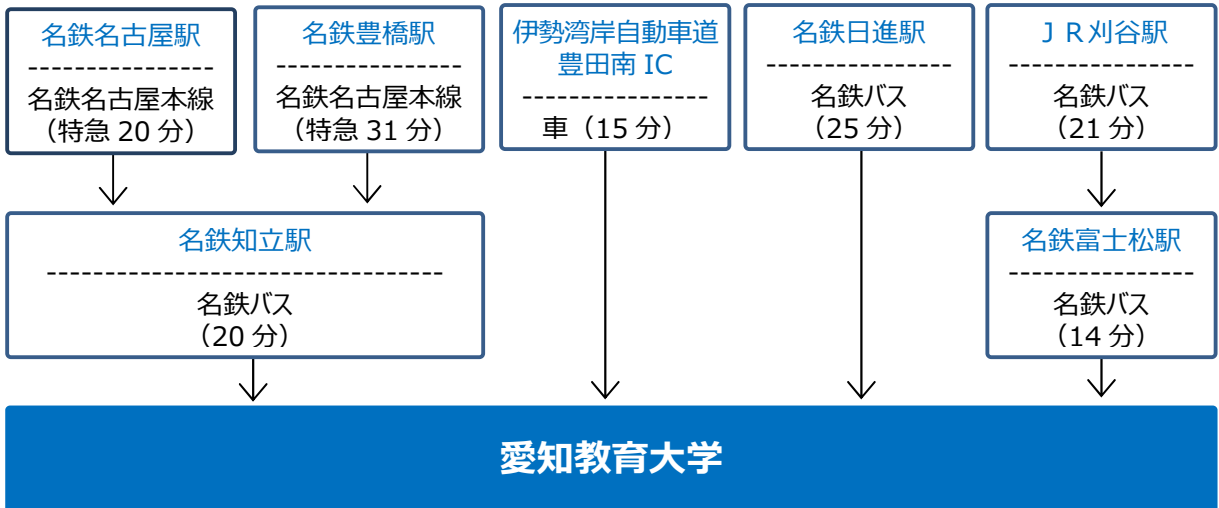 名鉄名古屋駅
----------------
名鉄名古屋本線
（特急 20 分）
名鉄豊橋駅
----------------
名鉄名古屋本線
（特急 31 分）
伊勢湾岸自動車道
豊田南 IC
----------------
車（15 分）
名鉄日進駅
----------------
名鉄バス
（25 分）
ＪＲ刈谷駅
----------------
名鉄バス
（21 分）
名鉄知立駅
----------------------------------
名鉄バス
（20 分）
名鉄富士松駅
----------------
名鉄バス
（14 分）
愛知教育大学